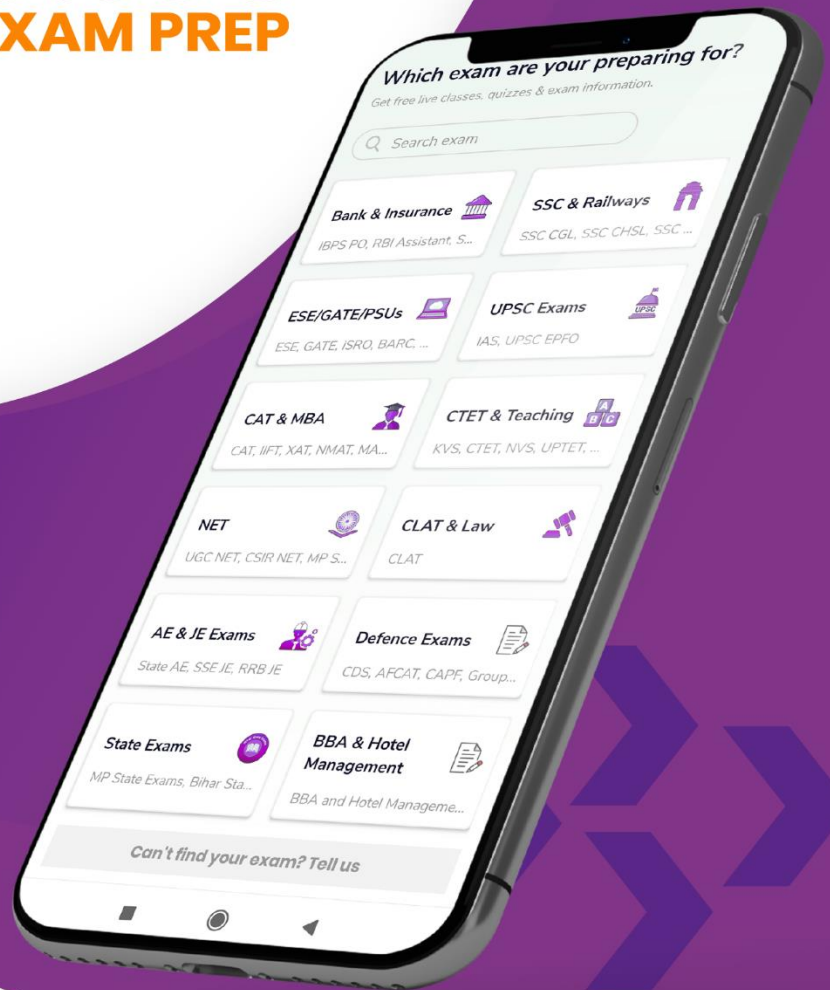 XAM PREP
Which exam are your preparing for?
Get free live classes, quizzes & exam information.
Search exam
Bank & Insurance
IBPS PO, RBI Assistant, S...
SSC & Railways
SSC CGL, SSC CHSL, SSC ...
ESE/GATE/PSUs
ESE, GATE, ISRO, BARC, ...
UPSC Exams
UPSC
IAS, UPSC EPFO
CAT & MBA
CAT, IIFT, XAT, NMAT, MA...
CTET & Teaching
A
B C
KVS, CTET, NVS, UPTET, ...
NET
UGC NET, CSIR NET, MP S...
CLAT & Law
CLAT
AE & JE Exams
State AE, SSE JE, RRB JE
Defence Exams
CDS, AFCAT, CAPF, Group...
State Exams
MP State Exams, Bihar Sta...
BBA & Hotel
Management
BBA and Hotel Manageme...
Can't find your exam? Tell us